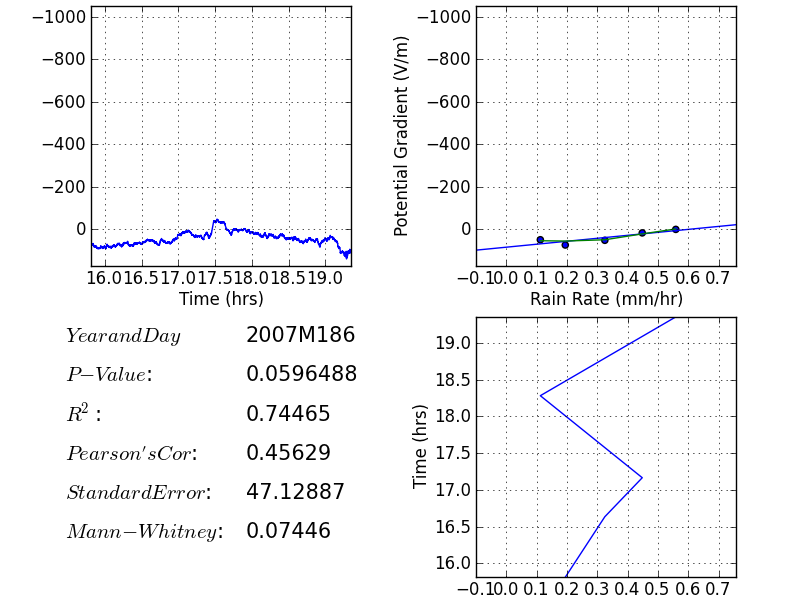 −1000
−800
−600
−400
−200
0
16.0 16.5 17.0 17.5 18.0 18.5 19.0
Time (hrs)
Potential Gradient (V/m)
−1000
−800
−600
−400
−200
0
−0.1 0.0 0.1 0.2 0.3 0.4 0.5 0.6 0.7
Rain Rate (mm/hr)
YearandDay 2007M186
P−Value: 0.0596488
R² : 0.74465
Pearson'sCor: 0.45629
StandardError: 47.12887
Mann−Whitney: 0.07446
Time (hrs)
19.0
18.5
18.0
17.5
17.0
16.5
16.0
−0.1 0.0 0.1 0.2 0.3 0.4 0.5 0.6 0.7